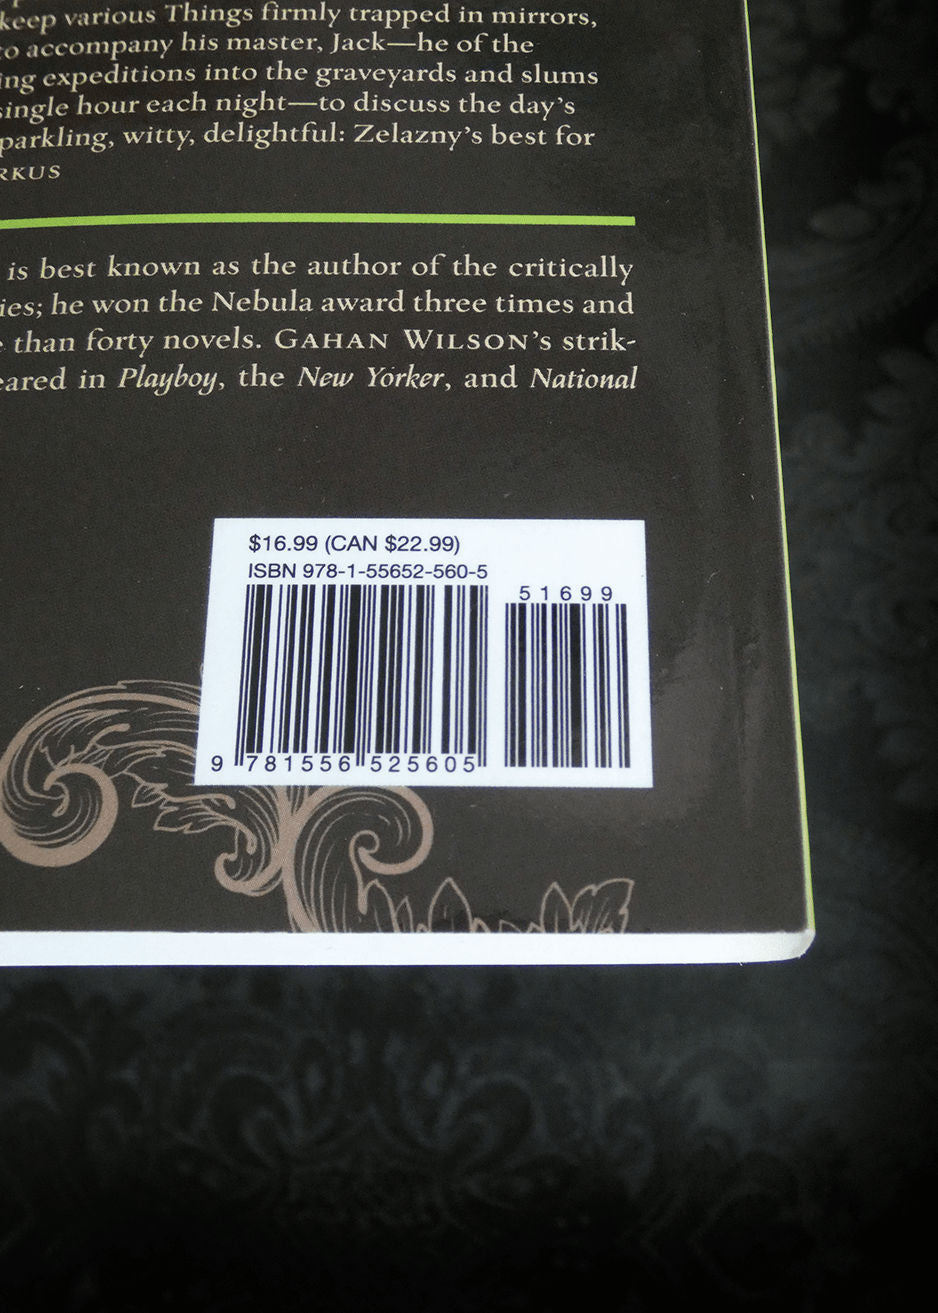 keep various Things firmly trapped in mirrors,
to accompany his master, Jack—he of the
ing expeditions into the graveyards and slums
single hour each night—to discuss the day's
parkling, witty, delightful: Zelazny's best for
RKUS
is best known as the author of the critically
ies; he won the Nebula award three times and
than forty novels. GAHAN WILSON's strik-
eared in Playboy, the New Yorker, and National
$16.99 (CAN $22.99)
ISBN 978-1-55652-560-5
51699
9 781556 525605